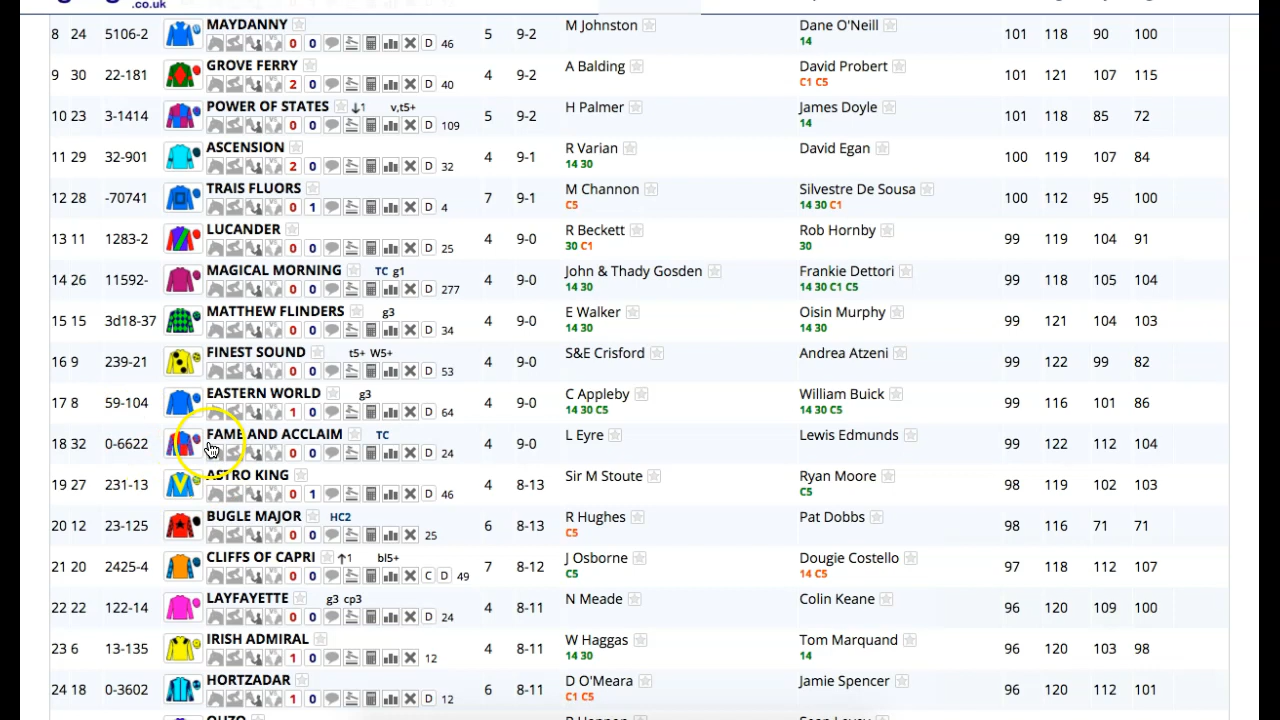 .co.uk
8 24 5106-2 MAYDANNY 0 0 D 46 5 9-2 M Johnston Dane O'Neill 14 101 118 90 100
9 30 22-181 GROVE FERRY 2 0 D 40 4 9-2 A Balding David Probert C1 C5 101 121 107 115
10 23 3-1414 POWER OF STATES ↓1 v,t5+ 0 0 D 109 5 9-2 H Palmer James Doyle 14 101 118 85 72
11 29 32-901 ASCENSION 2 0 D 32 4 9-1 R Varian 14 30 David Egan 100 119 107 84
12 28 -70741 TRAIS FLUORS 0 1 D 4 7 9-1 M Channon C5 Silvestre De Sousa 14 30 C1 100 112 95 100
13 11 1283-2 LUCANDER 0 0 D 25 4 9-0 R Beckett 30 C1 Rob Hornby 30 99 119 104 91
14 26 11592- MAGICAL MORNING TC g1 0 0 D 277 4 9-0 John & Thady Gosden 14 30 Frankie Dettori 14 30 C1 C5 99 118 105 104
15 15 3d18-37 MATTHEW FLINDERS g3 0 0 D 34 4 9-0 E Walker 14 30 Oisin Murphy 14 30 99 121 104 103
16 9 239-21 FINEST SOUND t5+ W5+ 0 0 D 53 4 9-0 S&E Crisford Andrea Atzeni 99 122 99 82
17 8 59-104 EASTERN WORLD g3 1 0 D 64 4 9-0 C Appleby 14 30 C5 William Buick 14 30 C5 99 116 101 86
18 32 0-6622 FAME AND ACCLAIM TC 0 0 D 24 4 9-0 L Eyre Lewis Edmunds 99 122 112 104
19 27 231-13 ASTRO KING 0 1 D 46 4 8-13 Sir M Stoute Ryan Moore C5 98 119 102 103
20 12 23-125 BUGLE MAJOR HC2 0 0 25 6 8-13 R Hughes C5 Pat Dobbs 98 116 71 71
21 20 2425-4 CLIFFS OF CAPRI ↑1 bl5+ 0 0 C D 49 7 8-12 J Osborne C5 Dougie Costello 14 C5 97 118 112 107
22 22 122-14 LAYFAYETTE g3 cp3 0 0 D 24 4 8-11 N Meade Colin Keane 96 120 109 100
23 6 13-135 IRISH ADMIRAL 1 0 12 4 8-11 W Haggas 14 30 Tom Marquand 14 96 120 103 98
24 18 0-3602 HORTZADAR 1 0 D 12 6 8-11 D O'Meara C1 C5 Jamie Spencer 96 120 112 101